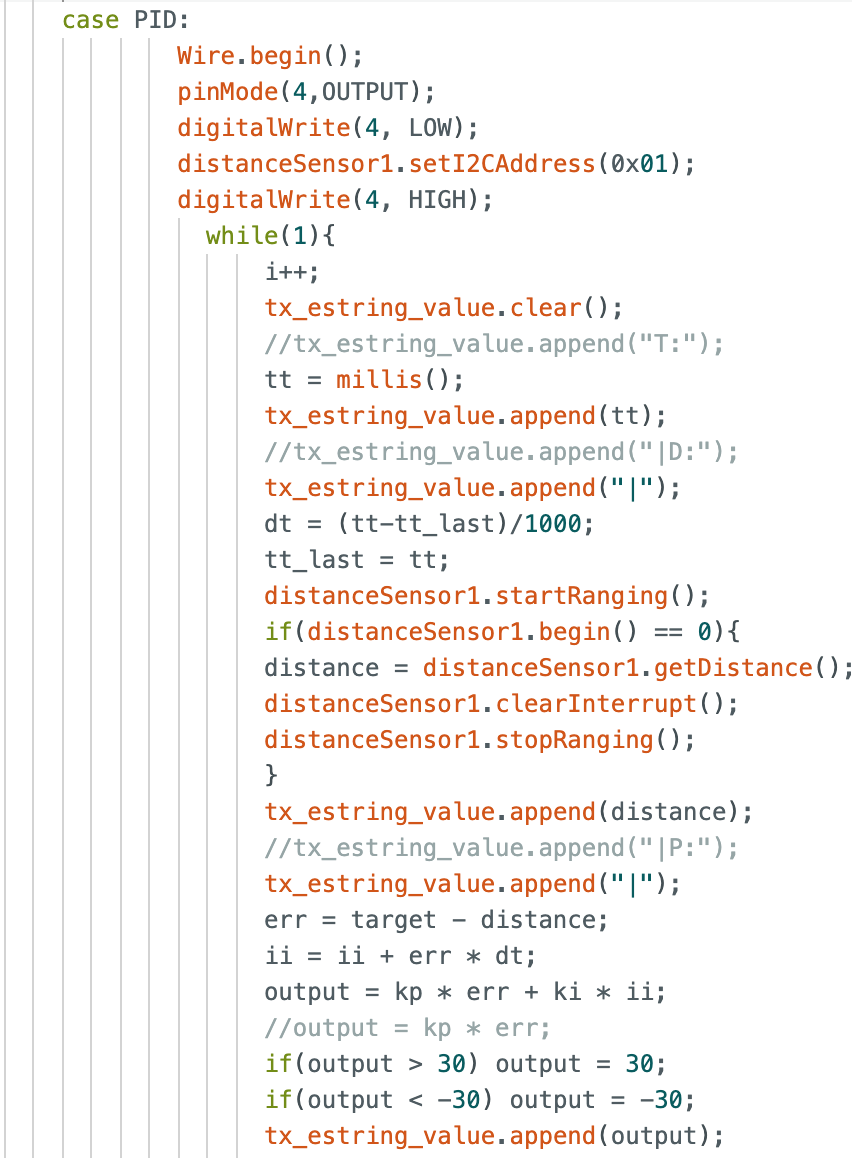 case PID:
Wire.begin();
pinMode(4,OUTPUT);
digitalWrite(4, LOW);
distanceSensor1.setI2CAddress(0x01);
digitalWrite(4, HIGH);
while(1){
i++;
tx_estring_value.clear();
//tx_estring_value.append("T:");
tt = millis();
tx_estring_value.append(tt);
//tx_estring_value.append("|D:");
tx_estring_value.append("|");
dt = (tt-tt_last)/1000;
tt_last = tt;
distanceSensor1.startRanging();
if(distanceSensor1.begin() == 0){
distance = distanceSensor1.getDistance();
distanceSensor1.clearInterrupt();
distanceSensor1.stopRanging();
}
tx_estring_value.append(distance);
//tx_estring_value.append("|P:");
tx_estring_value.append("|");
err = target - distance;
ii = ii + err * dt;
output = kp * err + ki * ii;
//output = kp * err;
if(output > 30) output = 30;
if(output < -30) output = -30;
tx_estring_value.append(output);